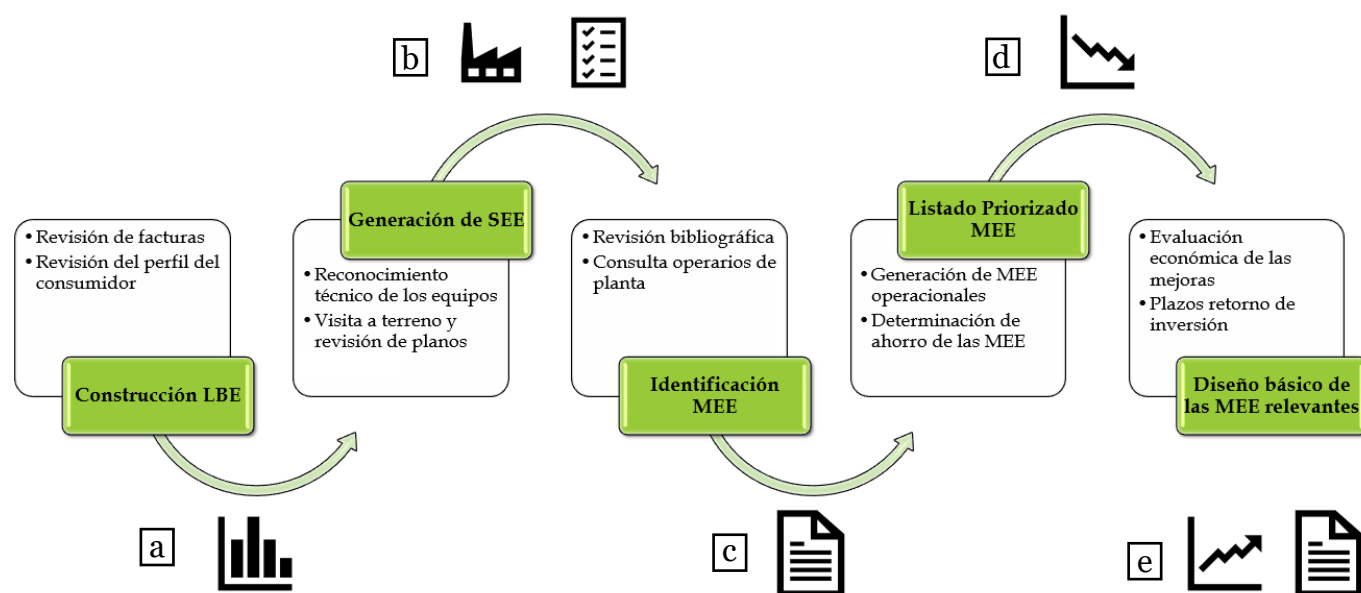 a
• Revisión de facturas
• Revisión del perfil del
consumidor
Construcción LBE
b
Generación de SEE
• Reconocimiento
técnico de los equipos
• Visita a terreno y
revisión de planos
c
• Revisión bibliográfica
• Consulta operarios de
planta
Identificación
MEE
d
Listado Priorizado
MEE
• Generación de MEE
operacionales
• Determinación de
ahorro de las MEE
e
• Evaluación
económica de las
mejoras
• Plazos retorno de
inversión
Diseño básico de
las MEE relevantes